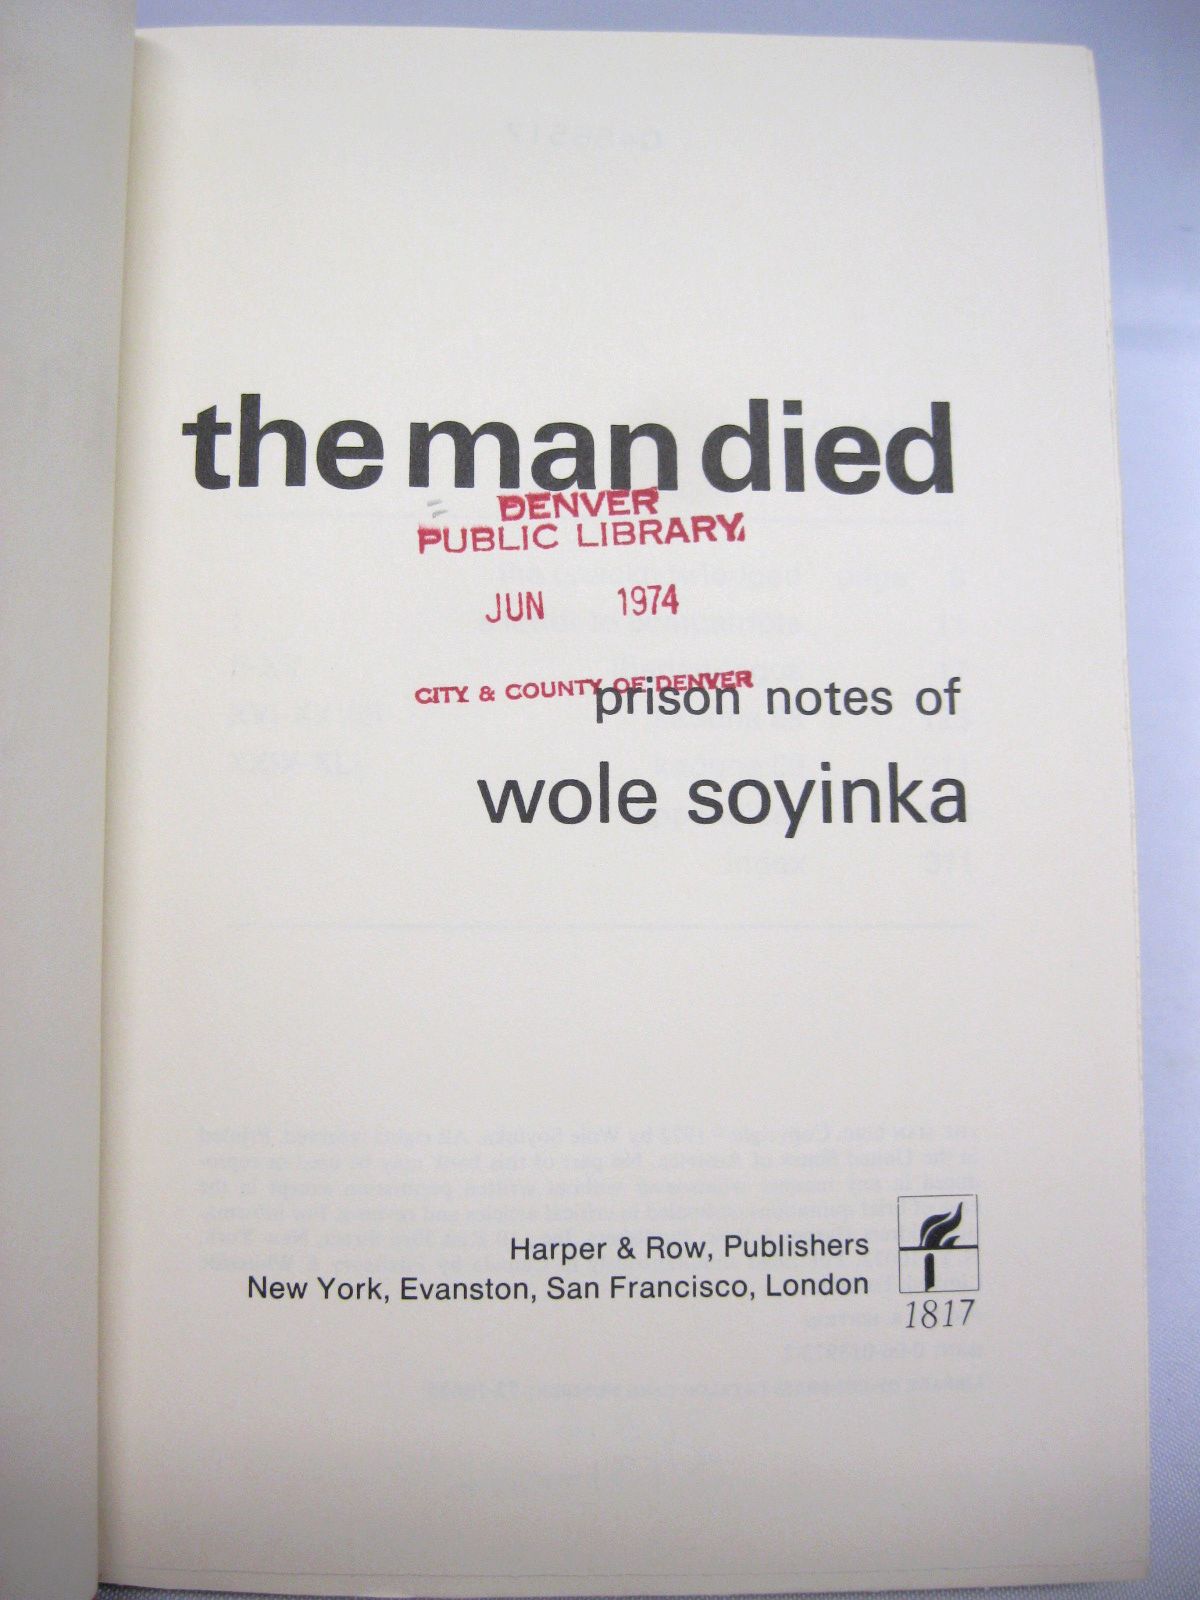 the man died
DENVER
PUBLIC LIBRARY
JUN 1974
CITY & COUNTY OF DENVER
prison notes of
wole soyinka
Harper & Row, Publishers
New York, Evanston, San Francisco, London
1817